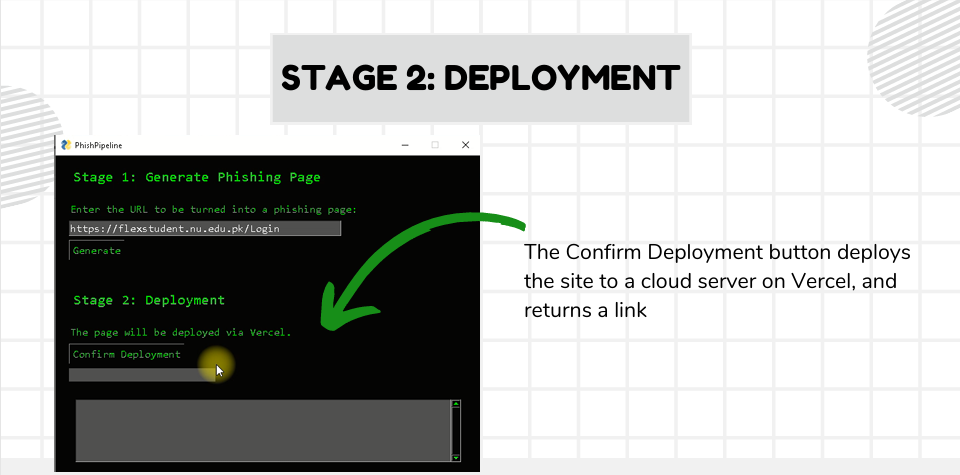 STAGE 2: DEPLOYMENT
PhishPipeline
Stage 1: Generate Phishing Page
Enter the URL to be turned into a phishing page:
https://flexstudent.nu.edu.pk/Login
Generate
Stage 2: Deployment
The page will be deployed via Vercel.
Confirm Deployment
The Confirm Deployment button deploys
the site to a cloud server on Vercel, and
returns a link